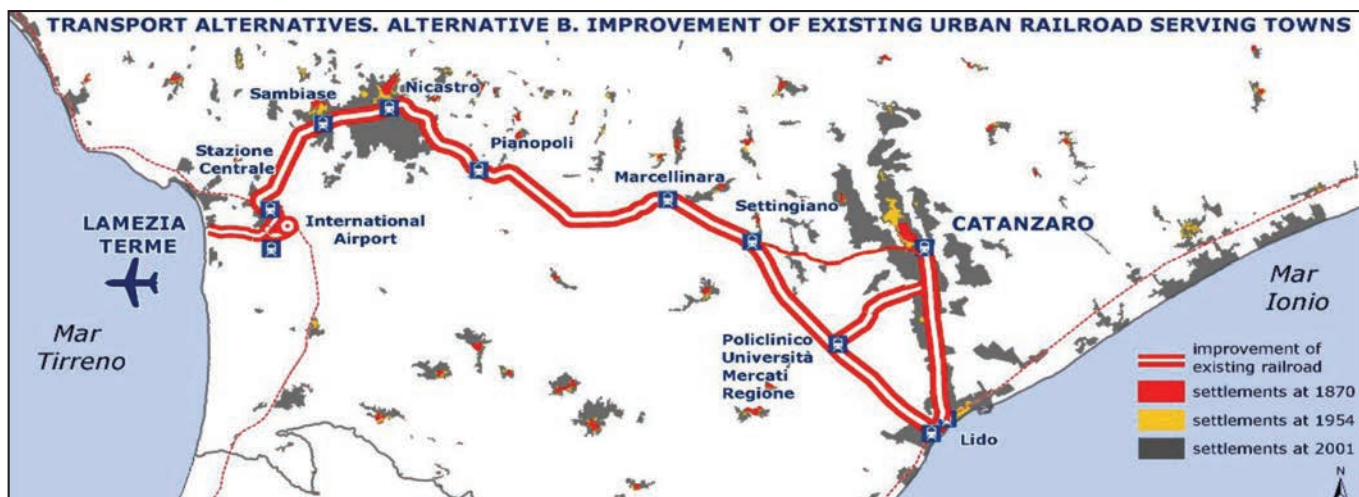 TRANSPORT ALTERNATIVES. ALTERNATIVE B. IMPROVEMENT OF EXISTING URBAN RAILROAD SERVING TOWNS
Sambiase
Nicastro
Stazione
Centrale
Pianopoli
Marcellinara
Settingiano
CATANZARO
LAMEZIA
TERME
International
Airport
Mar
Tirreno
Mar
Ionio
Policlinico
Università
Mercati
Regione
Lido
improvement of
existing railroad
settlements at 1870
settlements at 1954
settlements at 2001
N